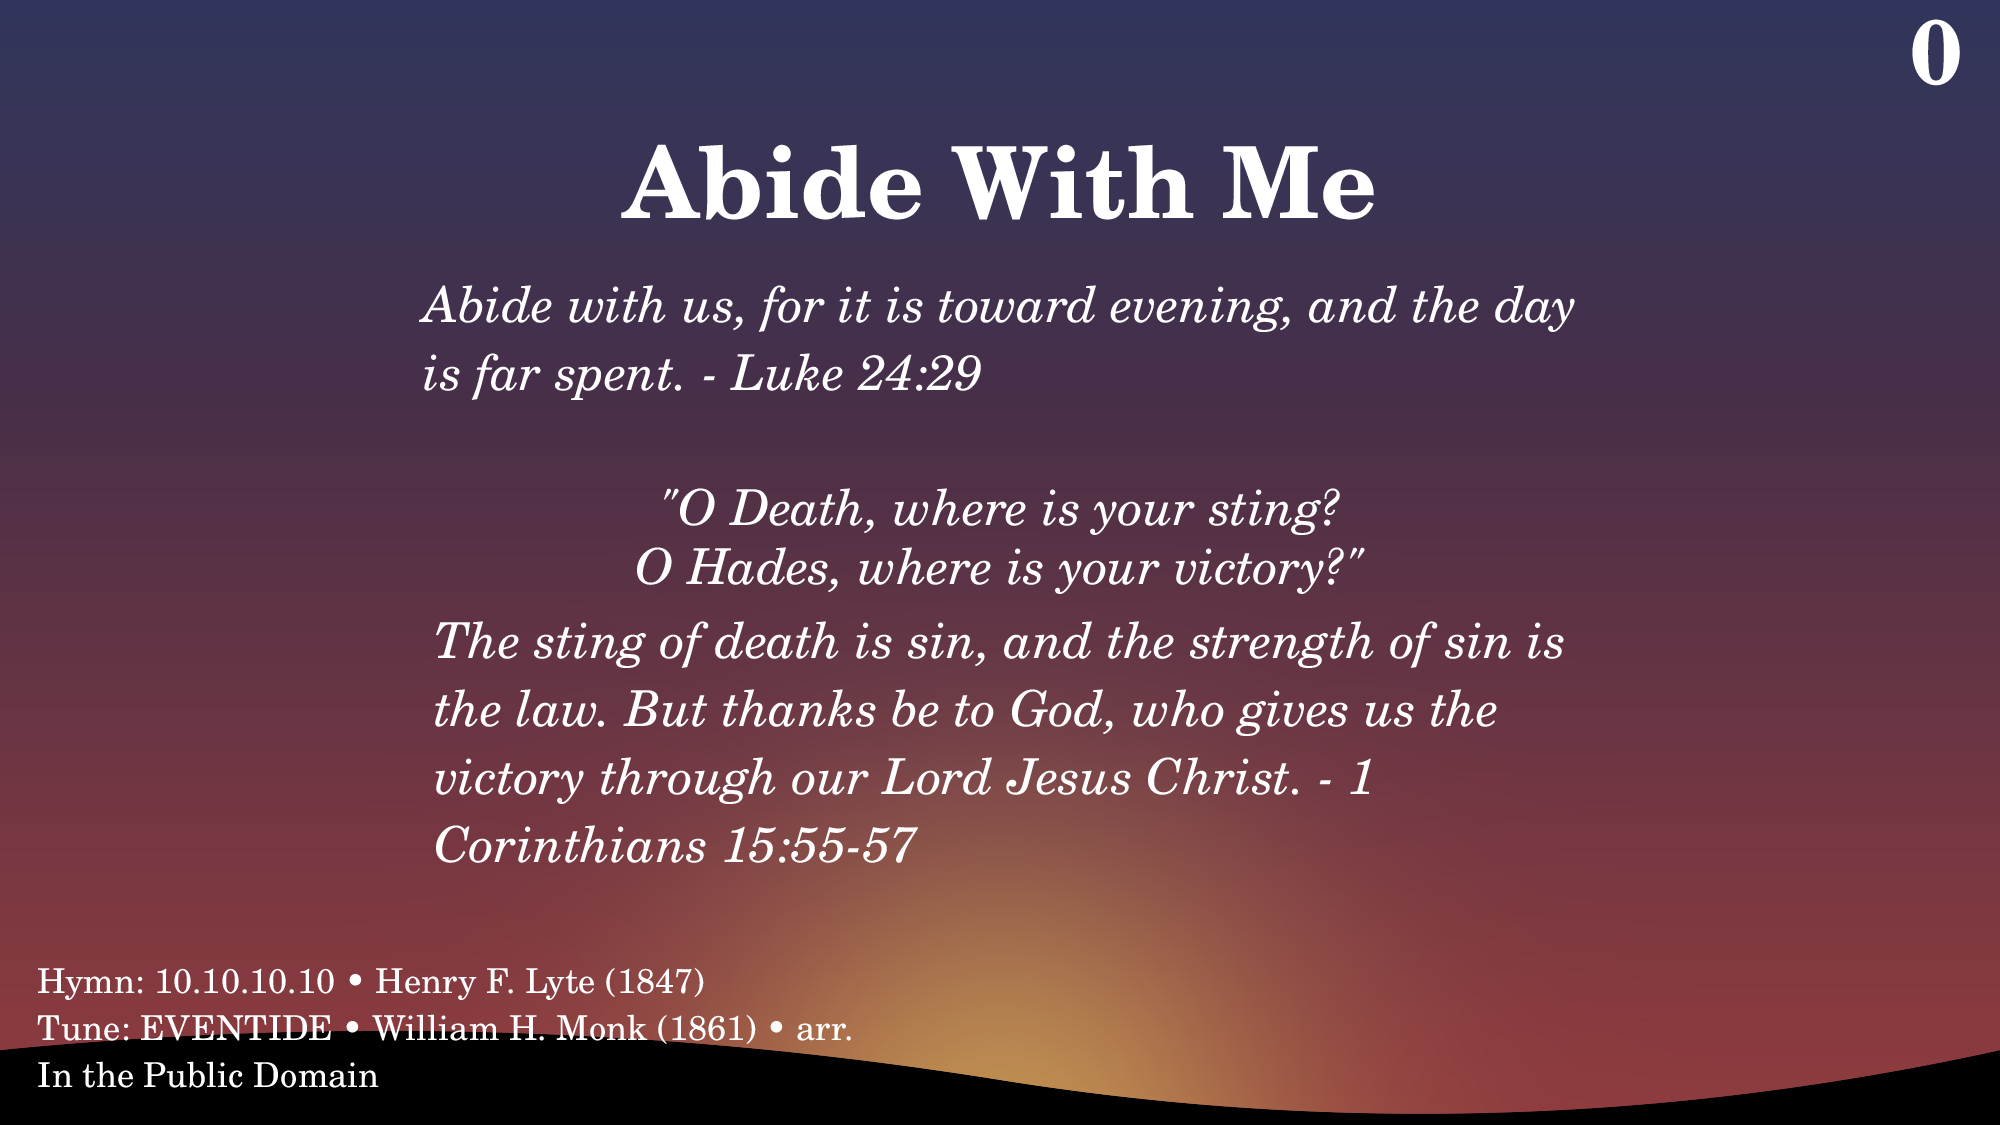 0
Abide With Me
Abide with us, for it is toward evening, and the day
is far spent. - Luke 24:29
"O Death, where is your sting?
O Hades, where is your victory?"
The sting of death is sin, and the strength of sin is
the law. But thanks be to God, who gives us the
victory through our Lord Jesus Christ. - 1
Corinthians 15:55-57
Hymn: 10.10.10.10 • Henry F. Lyte (1847)
Tune: EVENTIDE • William H. Monk (1861) • arr.
In the Public Domain